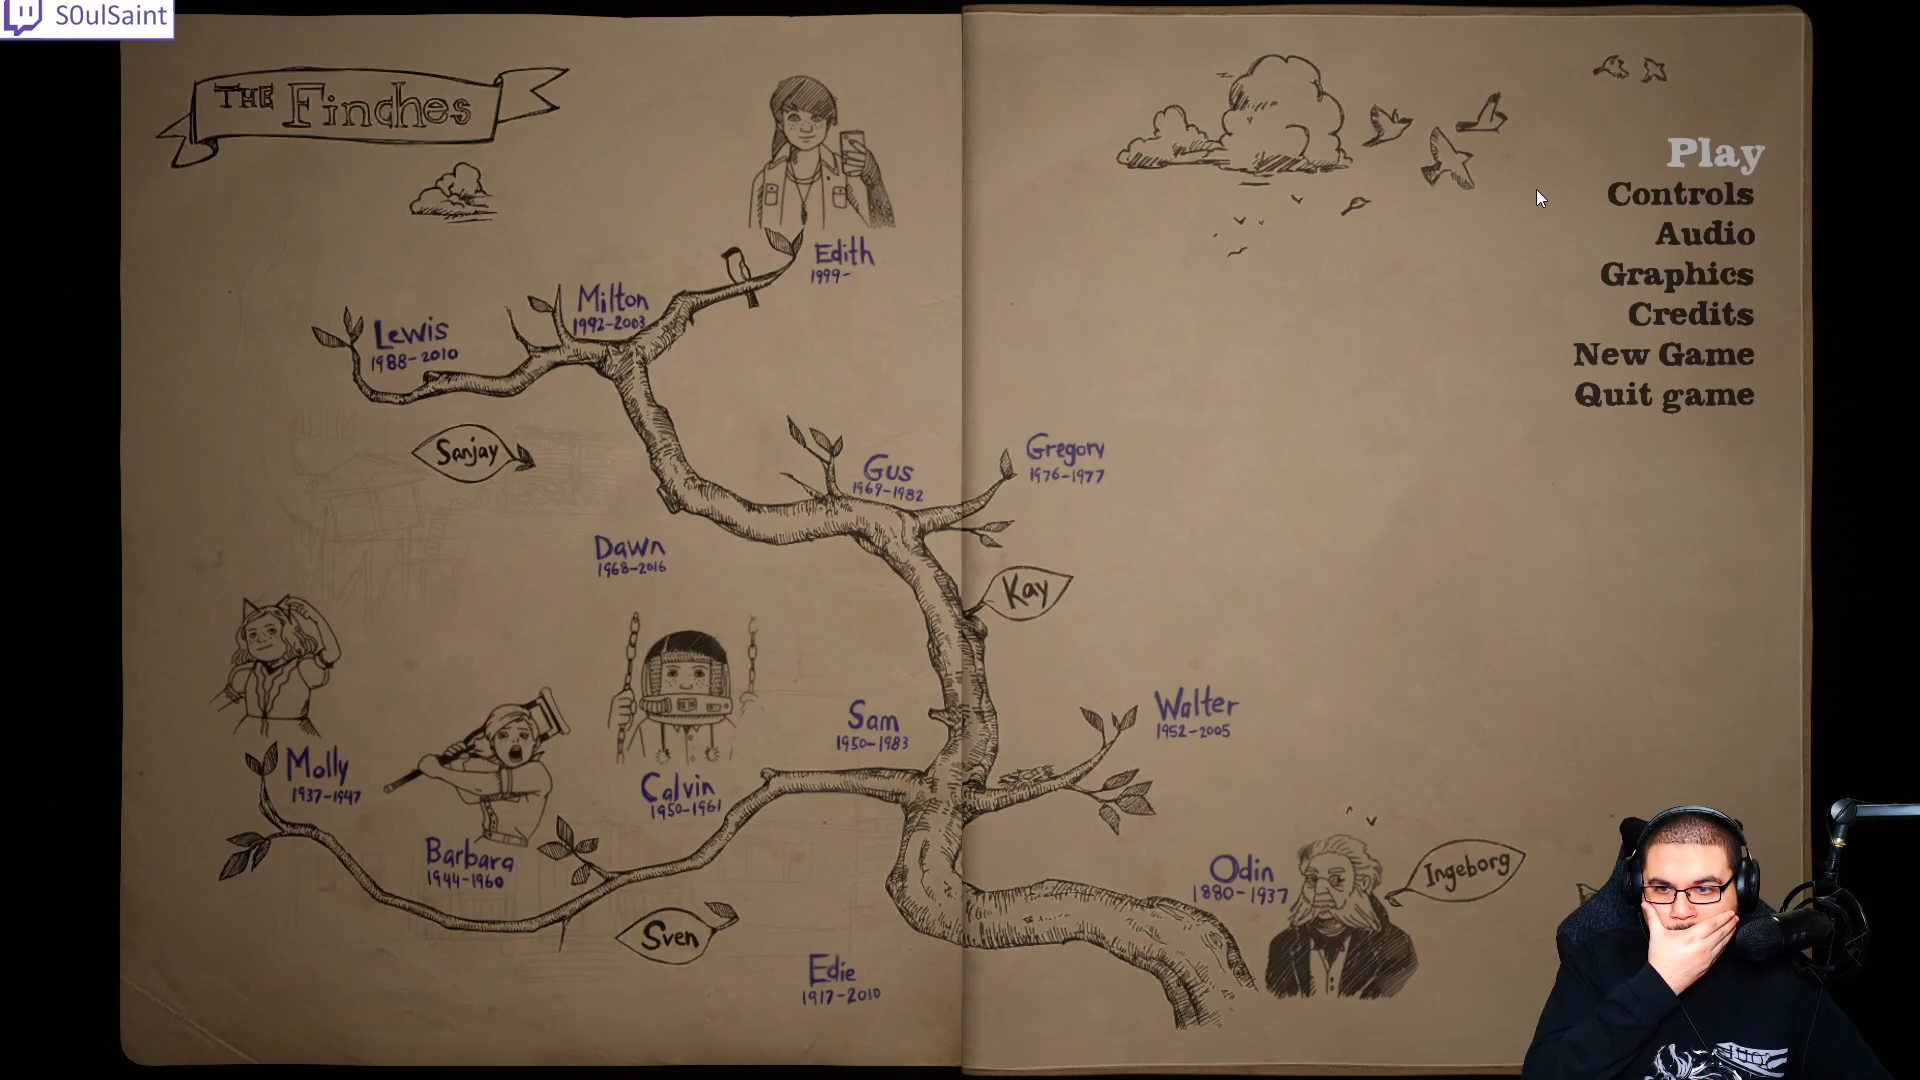 S0ulSaint
THE Finches
Play
Controls
Audio
Graphics
Credits
New Game
Quit game
Edith
1999-
Milton
1992-2003
Lewis
1988-2010
Sanjay
Gus
1969-1982
Gregory
1976-1977
Dawn
1968-2016
Kay
Sam
1950-1983
Walter
1952-2005
Molly
1937-1947
Calvin
1950-1961
Barbara
1944-1960
Odin
1880-1937
Ingeborg
Sven
Edie
1917-2010